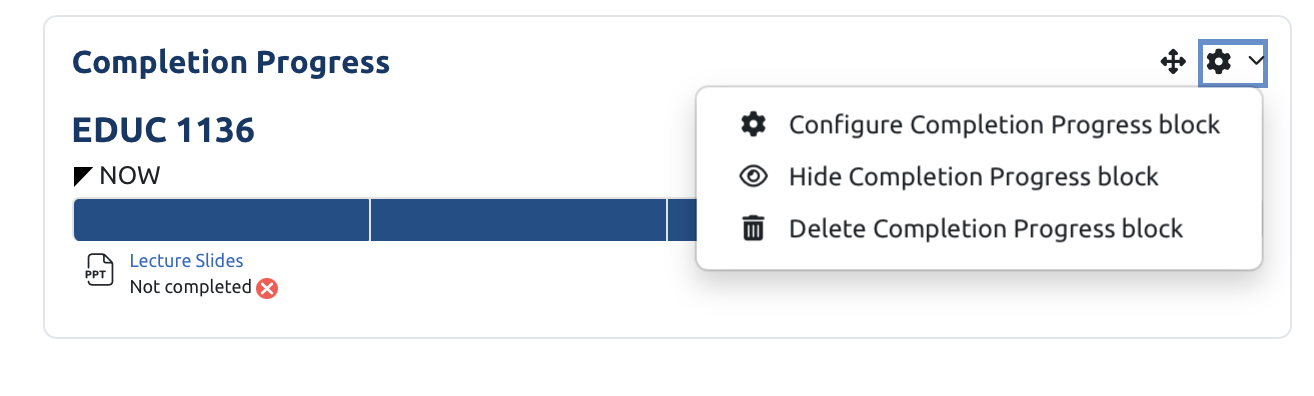 Completion Progress
EDUC 1136
NOW
Configure Completion Progress block
Hide Completion Progress block
Delete Completion Progress block
PPT
Lecture Slides
Not completed